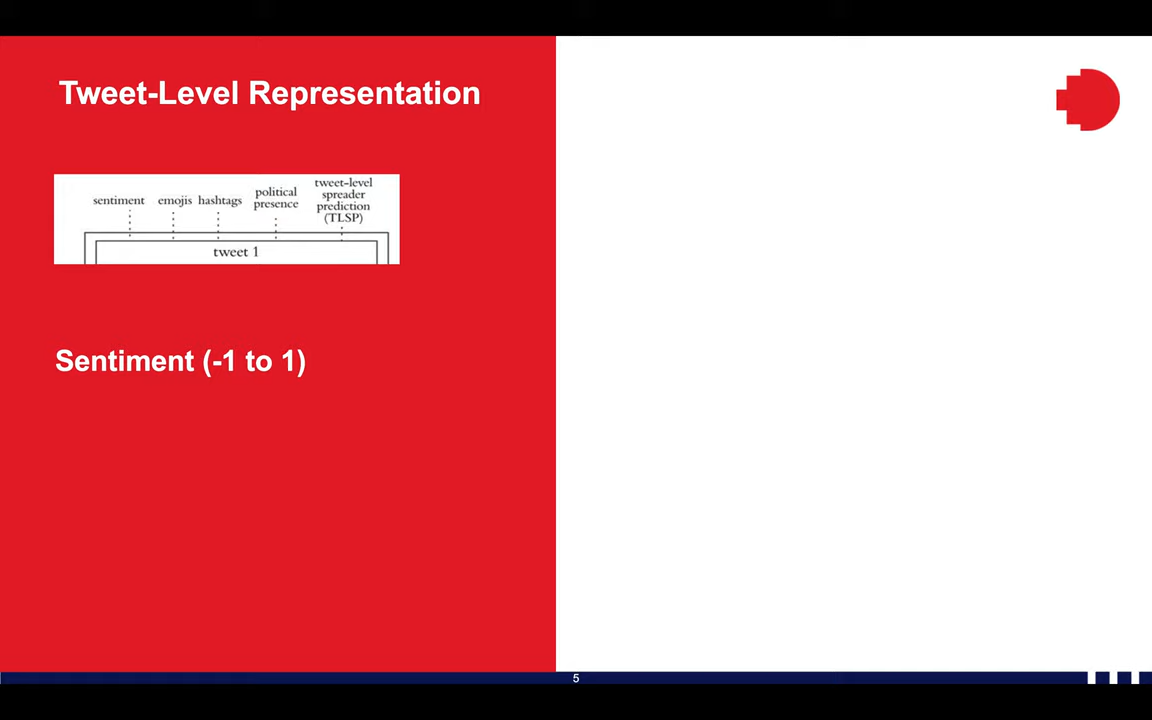 Tweet-Level Representation
sentiment emojis hashtags political presence tweet-level spreader prediction (TLSP)
tweet 1
Sentiment (-1 to 1)
5